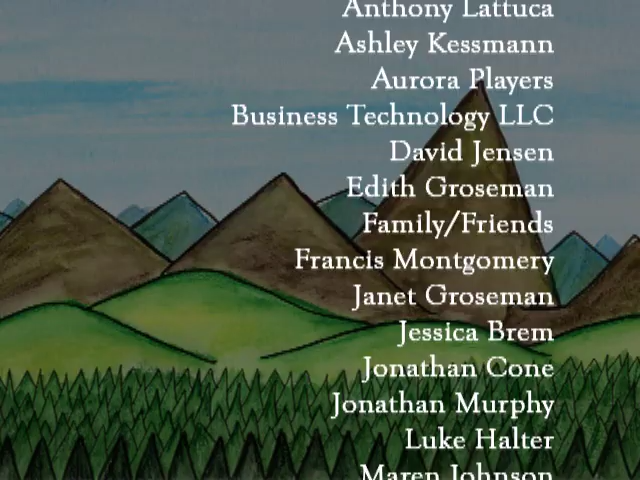 Anthony Lattuca
Ashley Kessmann
Aurora Players
Business Technology LLC
David Jensen
Edith Groseman
Family/Friends
Francis Montgomery
Janet Groseman
Jessica Brem
Jonathan Cone
Jonathan Murphy
Luke Halter
Maren Johnson